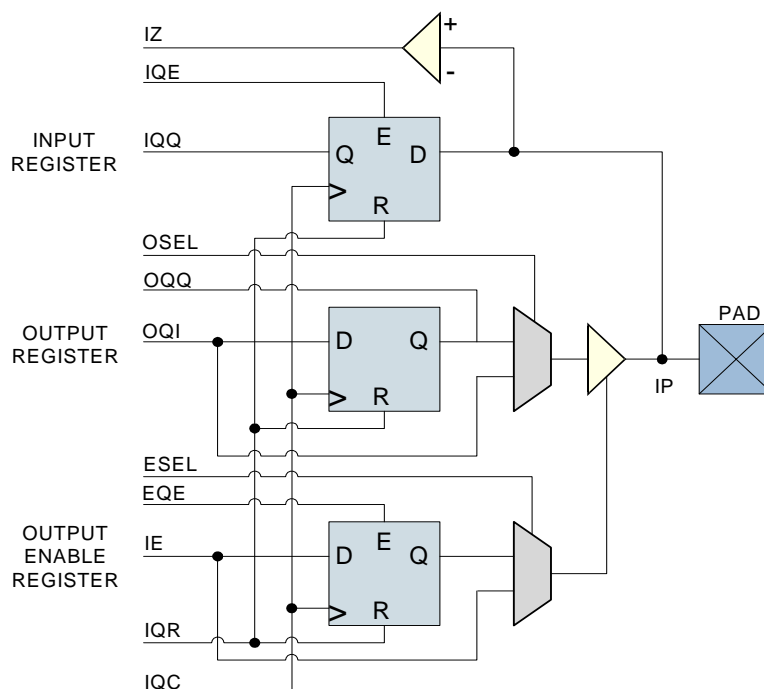 IZ
+
-
IQE
INPUT
REGISTER
IQQ
E
Q
D
>
R
OSEL
OQQ
OUTPUT
REGISTER
OQI
D
Q
>
R
PAD
IP
ESEL
EQE
OUTPUT
ENABLE
REGISTER
IE
E
D
Q
>
R
IQR
IQC